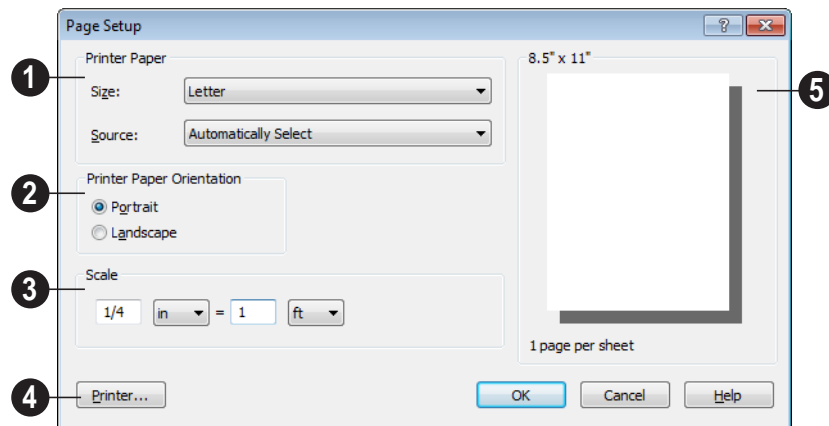 Page Setup
Printer Paper
1
Size: Letter
Source: Automatically Select
Printer Paper Orientation
2
Portrait
Landscape
Scale
3
1/4 in = 1 ft
4
Printer...
8.5" x 11"
5
1 page per sheet
OK Cancel Help